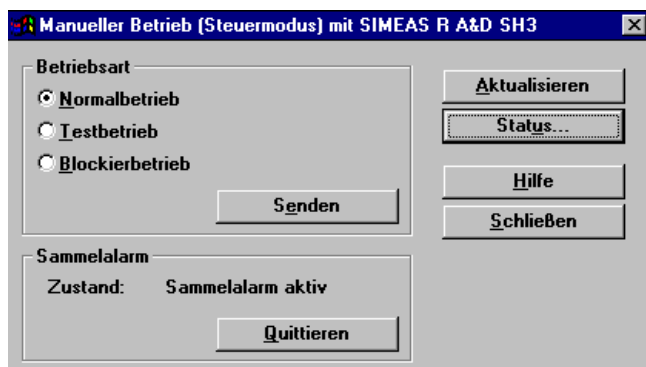 Manueller Betrieb (Steuermodus) mit SIMEAS R A&D SH3
Betriebsart
Normalbetrieb
Testbetrieb
Blockierbetrieb
Senden
Aktualisieren
Status...
Hilfe
Schließen
Sammelalarm
Zustand: Sammelalarm aktiv
Quittieren